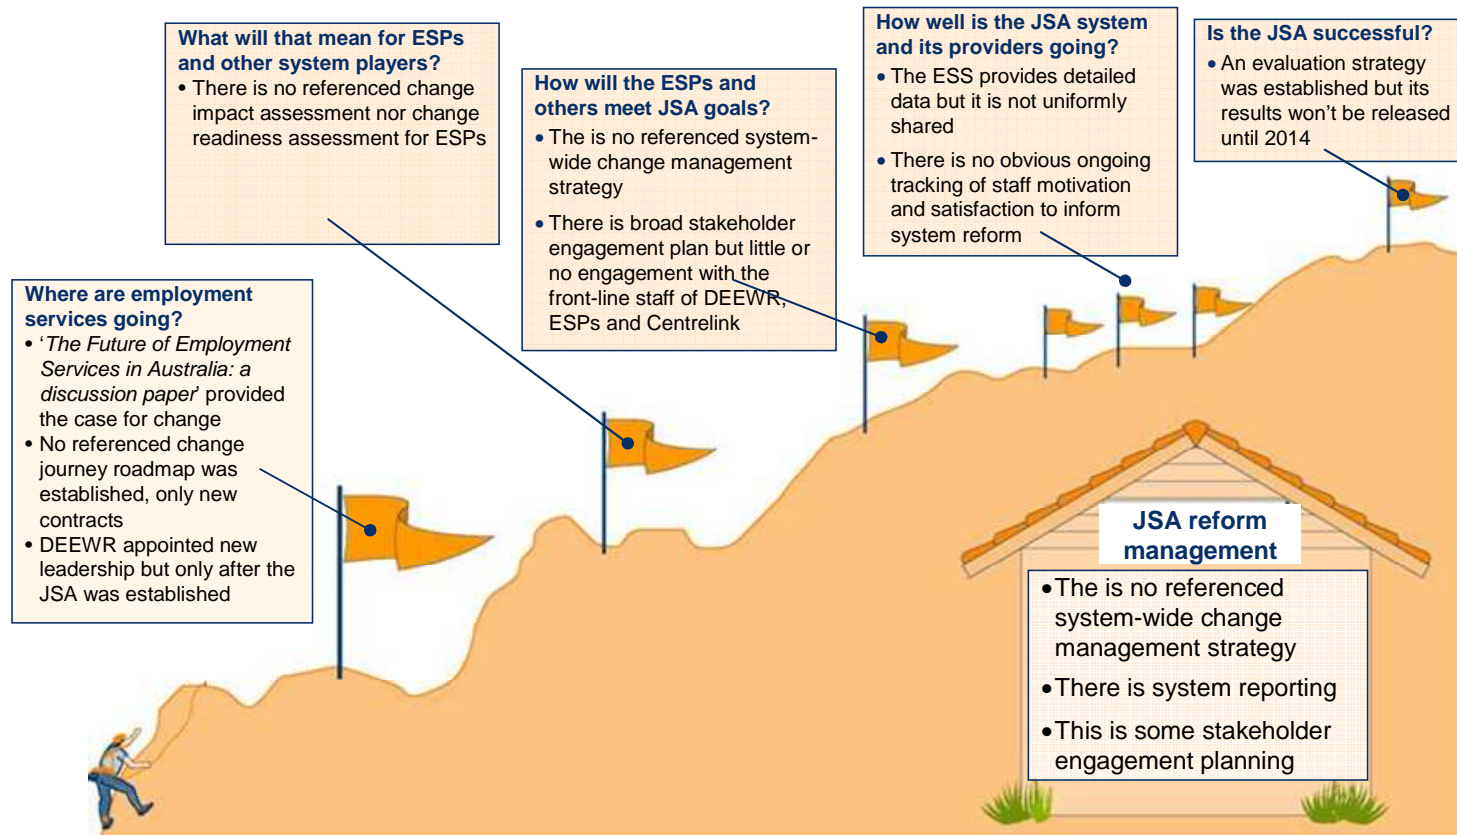 What will that mean for ESPs
and other system players?
• There is no referenced change
impact assessment nor change
readiness assessment for ESPs
How will the ESPs and
others meet JSA goals?
• The is no referenced system-
wide change management
strategy
• There is broad stakeholder
engagement plan but little or
no engagement with the
front-line staff of DEEWR,
ESPs and Centrelink
How well is the JSA system
and its providers going?
• The ESS provides detailed
data but it is not uniformly
shared
• There is no obvious ongoing
tracking of staff motivation
and satisfaction to inform
system reform
Is the JSA successful?
• An evaluation strategy
was established but its
results won’t be released
until 2014
Where are employment
services going?
• ‘The Future of Employment
Services in Australia: a
discussion paper’ provided
the case for change
• No referenced change
journey roadmap was
established, only new
contracts
• DEEWR appointed new
leadership but only after the
JSA was established
JSA reform
management
• The is no referenced
system-wide change
management strategy
• There is system reporting
• This is some stakeholder
engagement planning